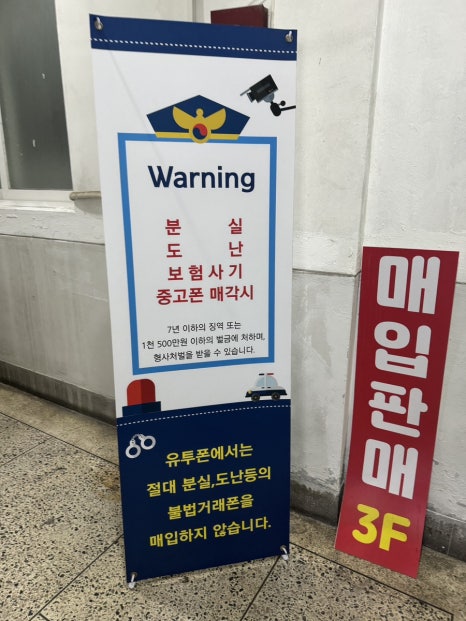 Warning
분 실
도 난
보험사기
중고폰 매각시
7년 이하의 징역 또는
1천 500만원 이하의 벌금에 처하며,
형사처벌을 받을 수 있습니다.
유투폰에서는
절대 분실,도난등의
불법거래폰을
매입하지 않습니다.
매입판매
3F